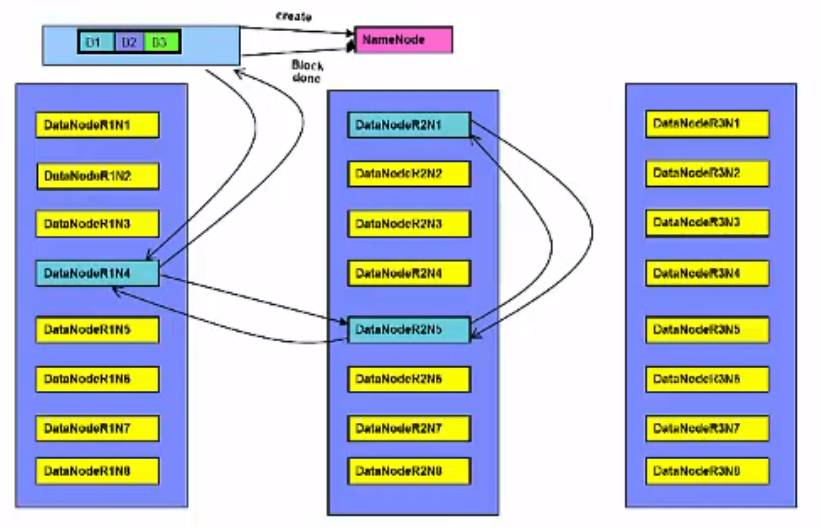 create
B1 B2 B3
NameNode
Block
done
DataNodeR1N1
DataNodeR1N2
DataNodeR1N3
DataNodeR1N4
DataNodeR1N5
DataNodeR1N6
DataNodeR1N7
DataNodeR1N8
DataNodeR2N1
DataNodeR2N2
DataNodeR2N3
DataNodeR2N4
DataNodeR2N5
DataNodeR2N6
DataNodeR2N7
DataNodeR2N8
DataNodeR3N1
DataNodeR3N2
DataNodeR3N3
DataNodeR3N4
DataNodeR3N5
DataNodeR3N6
DataNodeR3N7
DataNodeR3N8